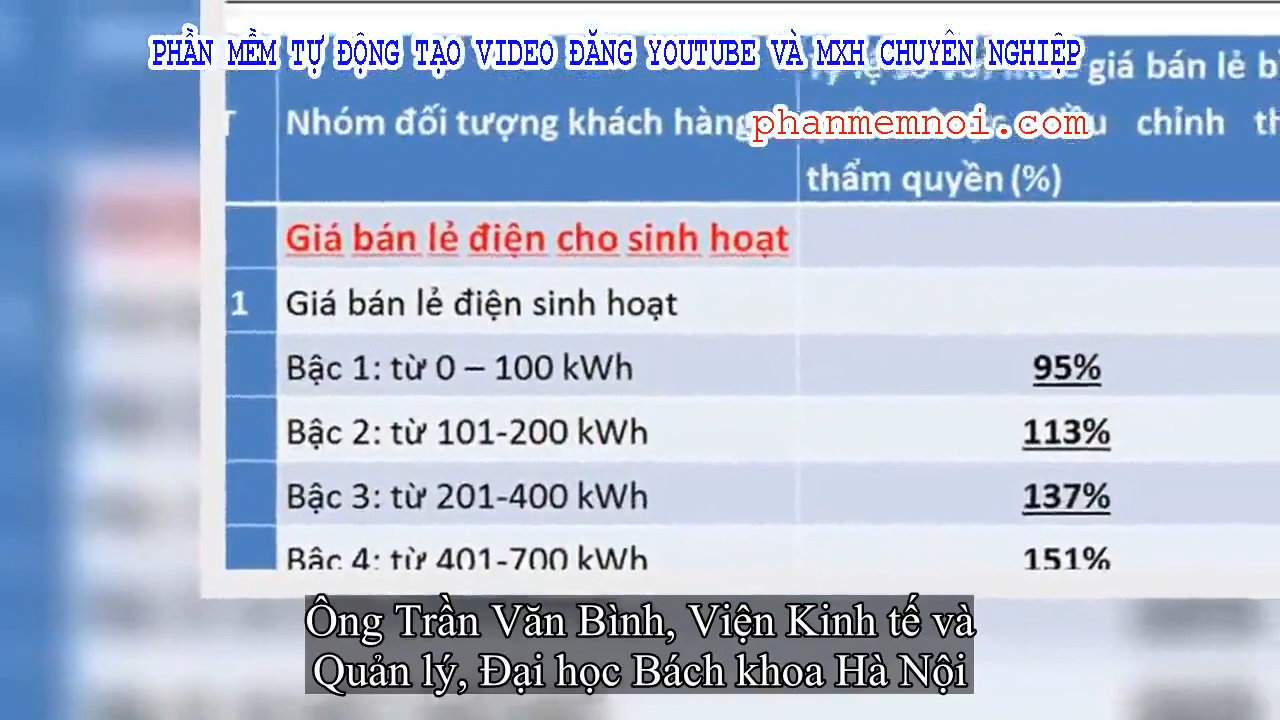 PHẦN MỀM TỰ ĐỘNG TẠO VIDEO ĐĂNG YOUTUBE VÀ MXH CHUYÊN NGHIỆP
giá bán lẻ b
T
Nhóm đối tượng khách hàng
phanmemnoi.com
chỉnh th
thẩm quyền (%)
Giá bán lẻ điện cho sinh hoạt
1 Giá bán lẻ điện sinh hoạt
Bậc 1: từ 0 – 100 kWh 95%
Bậc 2: từ 101-200 kWh 113%
Bậc 3: từ 201-400 kWh 137%
Bậc 4: từ 401-700 kWh 151%
Ông Trần Văn Bình, Viện Kinh tế và
Quản lý, Đại học Bách khoa Hà Nội